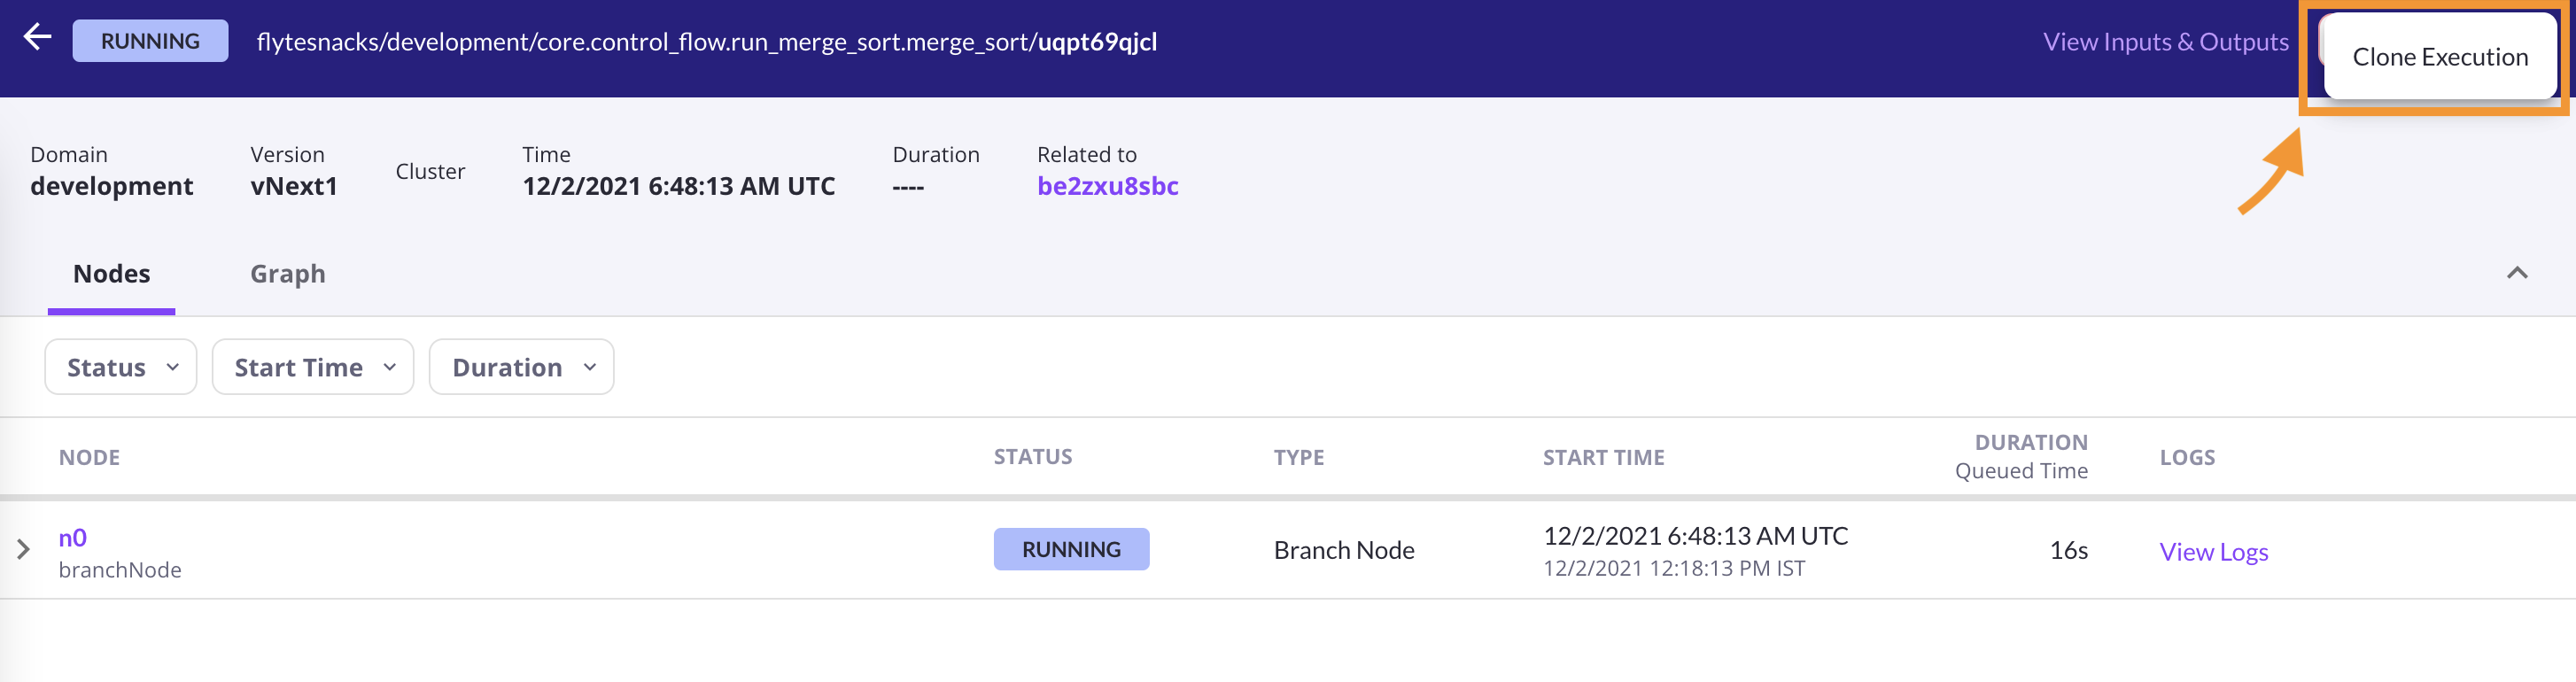 RUNNING flytesnacks/development/core.control_flow.run_merge_sort.merge_sort/uqpt69qjcl View Inputs & Outputs Clone Execution
Domain Version Cluster Time Duration Related to
development vNext1 12/2/2021 6:48:13 AM UTC ---- be2zxu8sbc
Nodes Graph
Status Start Time Duration
NODE STATUS TYPE START TIME DURATION LOGS
Queued Time
n0 RUNNING Branch Node 12/2/2021 6:48:13 AM UTC 16s View Logs
branchNode 12/2/2021 12:18:13 PM IST